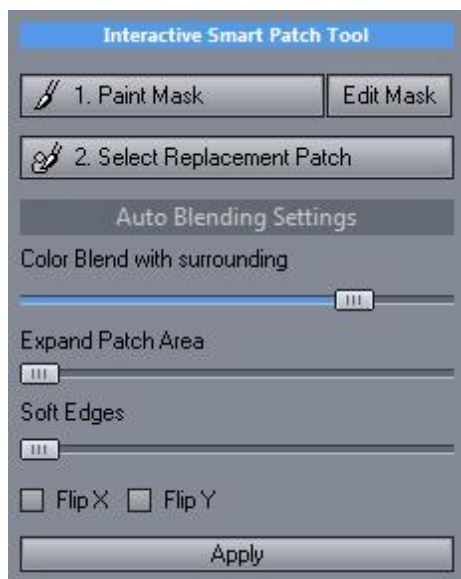 Interactive Smart Patch Tool
1. Paint Mask Edit Mask
2. Select Replacement Patch
Auto Blending Settings
Color Blend with surrounding
Expand Patch Area
Soft Edges
Flip X Flip Y
Apply